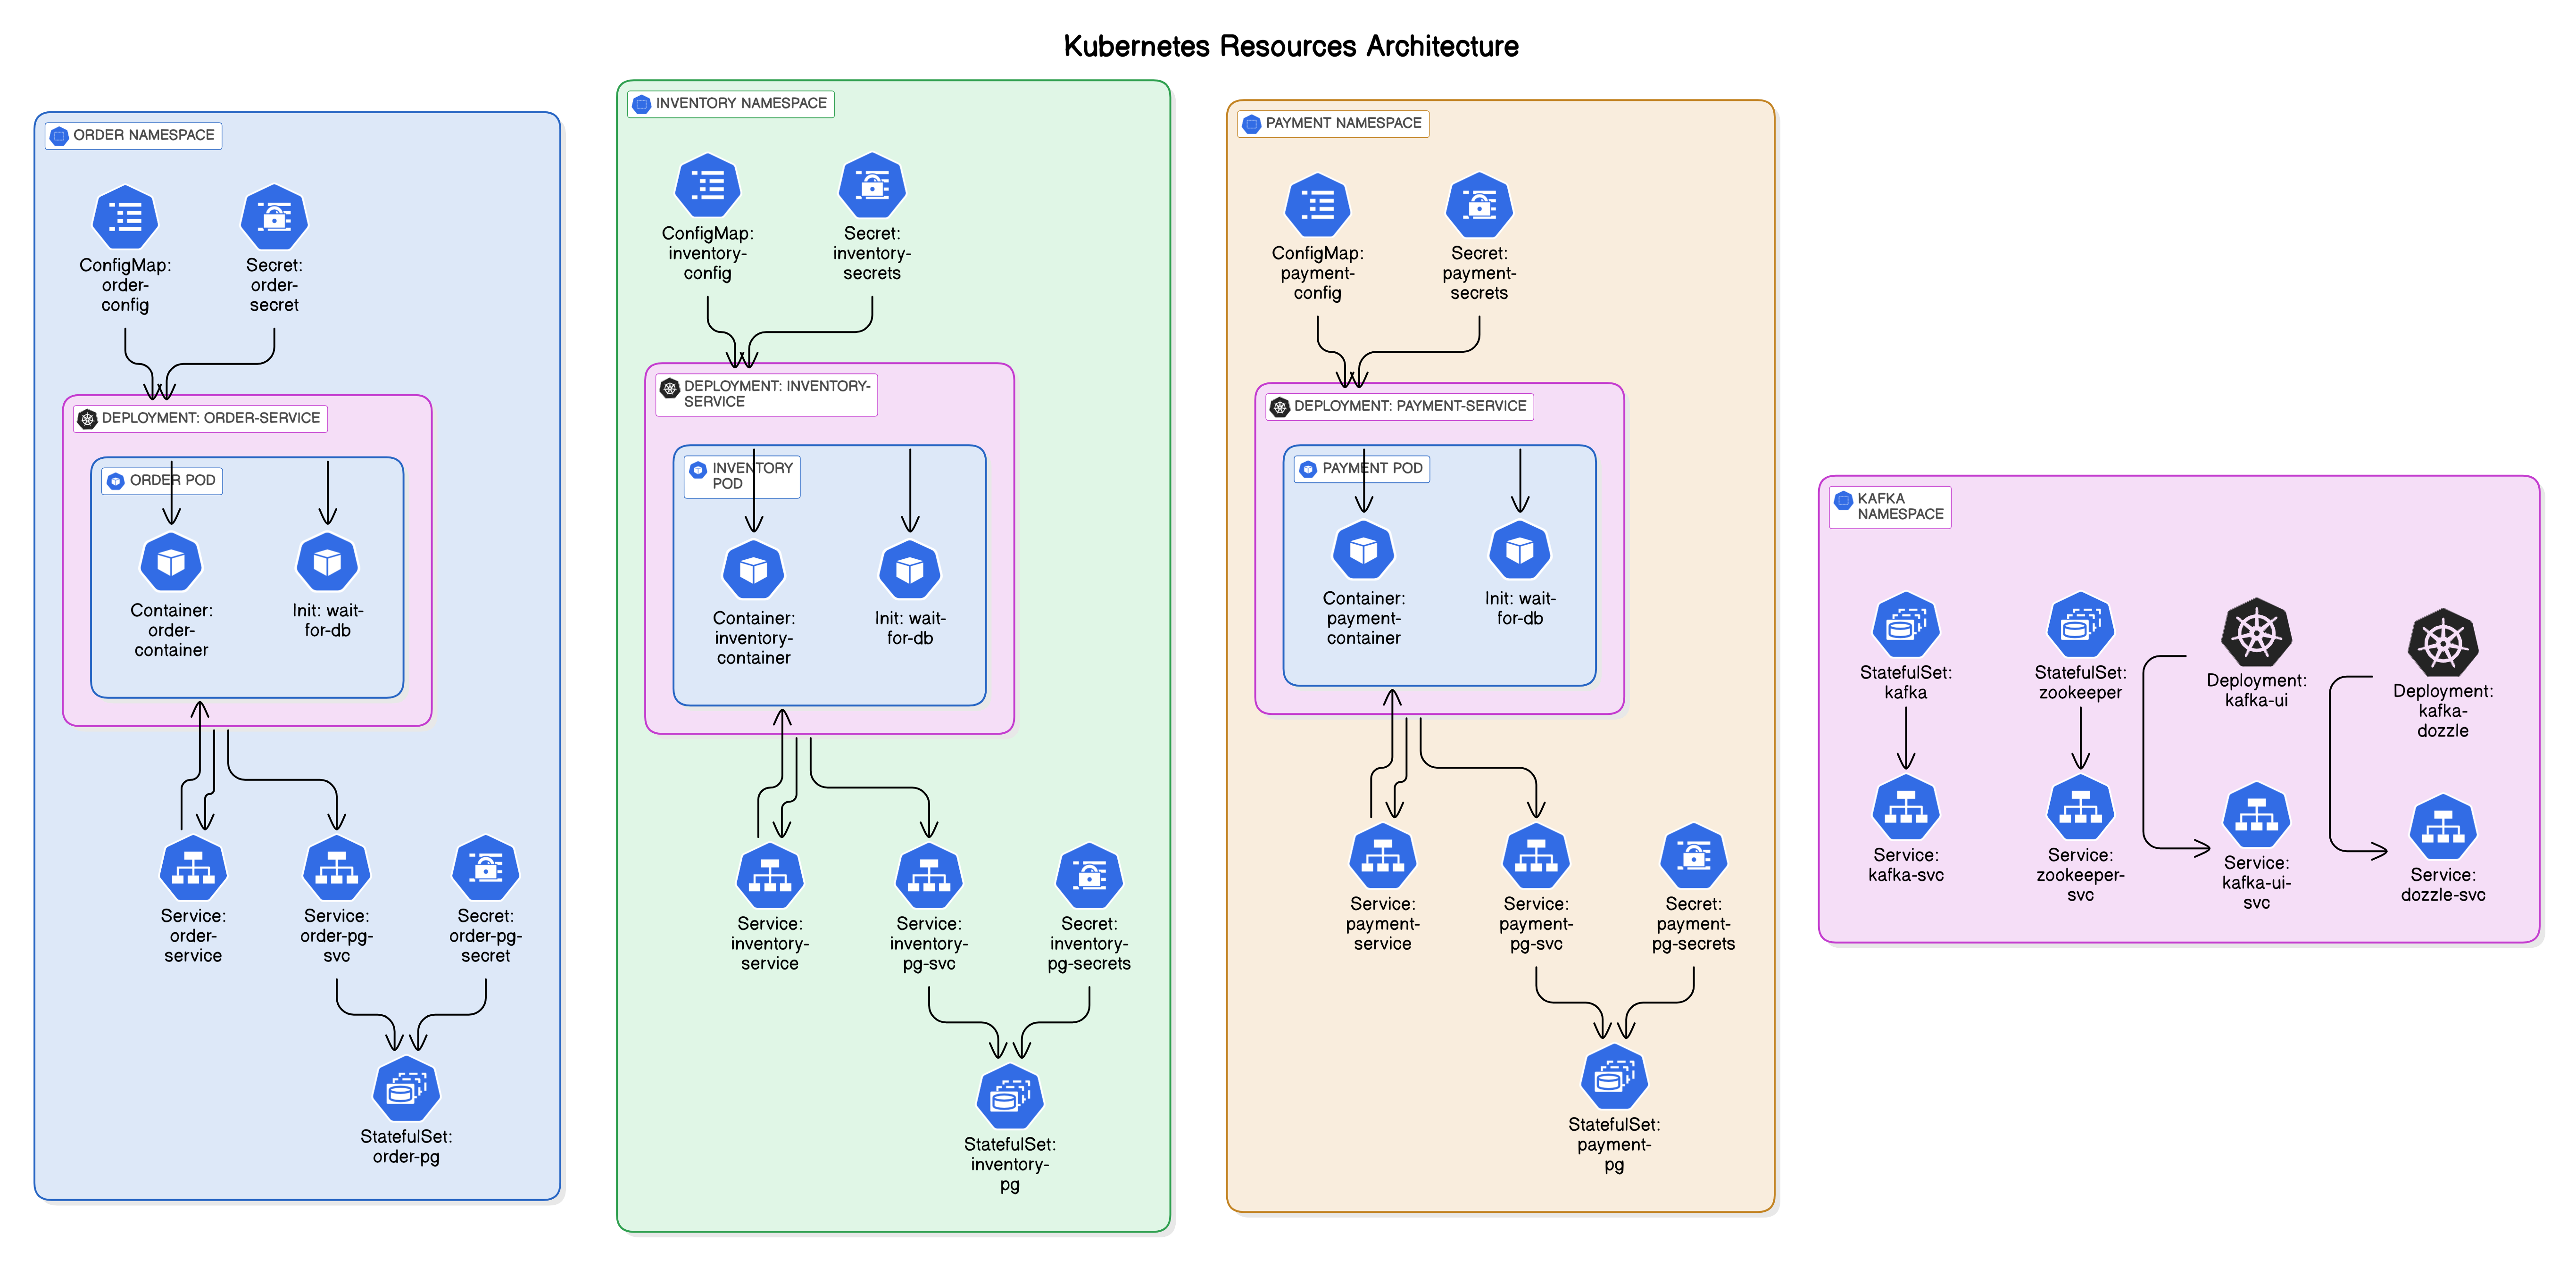 Kubernetes Resources Architecture
ORDER NAMESPACE
ConfigMap:
order-
config
Secret:
order-
secret
DEPLOYMENT: ORDER-SERVICE
ORDER POD
Container:
order-
container
Init: wait-
for-db
Service:
order-
service
Service:
order-pg-
svc
Secret:
order-pg-
secret
StatefulSet:
order-pg
INVENTORY NAMESPACE
ConfigMap:
inventory-
config
Secret:
inventory-
secrets
DEPLOYMENT: INVENTORY-
SERVICE
INVENTORY
POD
Container:
inventory-
container
Init: wait-
for-db
Service:
inventory-
service
Service:
inventory-
pg-svc
Secret:
inventory-
pg-secrets
StatefulSet:
inventory-
pg
PAYMENT NAMESPACE
ConfigMap:
payment-
config
Secret:
payment-
secrets
DEPLOYMENT: PAYMENT-SERVICE
PAYMENT POD
Container:
payment-
container
Init: wait-
for-db
Service:
payment-
service
Service:
payment-
pg-svc
Secret:
payment-
pg-secrets
StatefulSet:
payment-
pg
KAFKA
NAMESPACE
StatefulSet:
kafka
StatefulSet:
zookeeper
Deployment:
kafka-ui
Deployment:
kafka-
dozzle
Service:
kafka-svc
Service:
zookeeper-
svc
Service:
kafka-ui-
svc
Service:
dozzle-svc